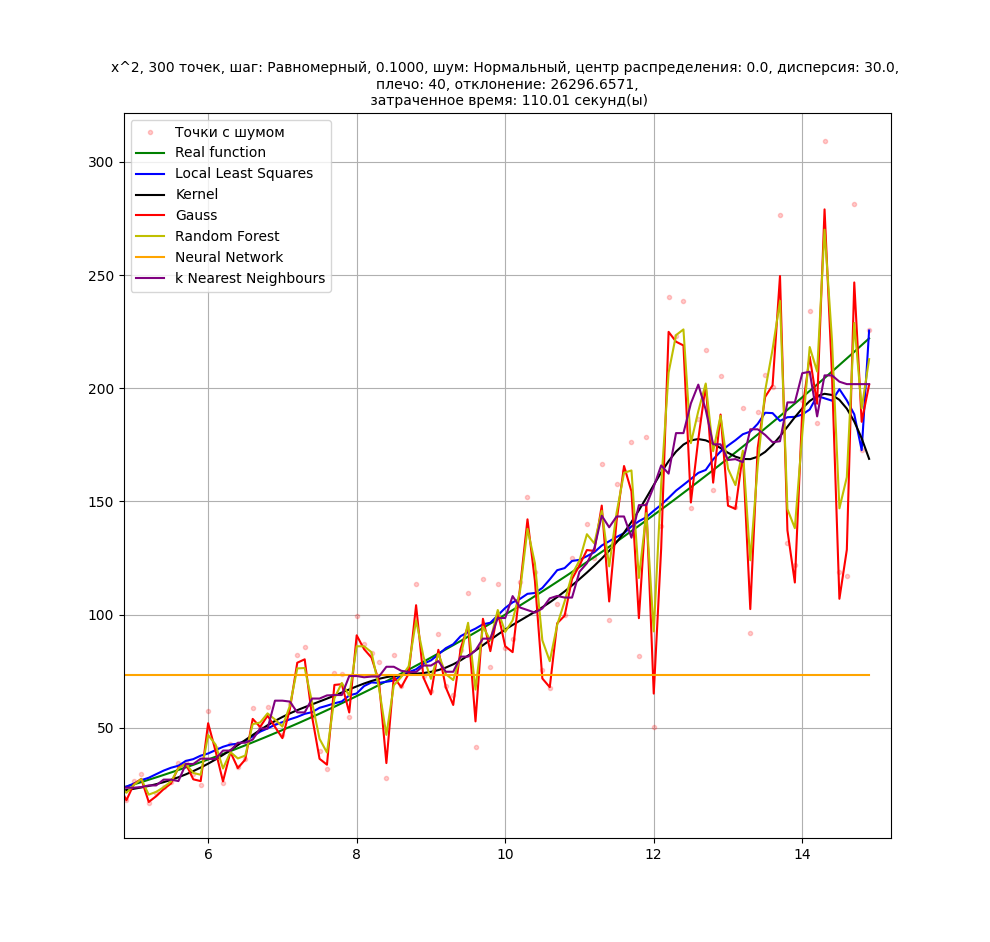 x^2, 300 точек, шаг: Равномерный, 0.1000, шум: Нормальный, центр распределения: 0.0, дисперсия: 30.0,
плечо: 40, отклонение: 26296.6571,
затраченное время: 110.01 секунд(ы)
Точки с шумом
Real function
Local Least Squares
Kernel
Gauss
Random Forest
Neural Network
k Nearest Neighbours
300
250
200
150
100
50
6 8 10 12 14